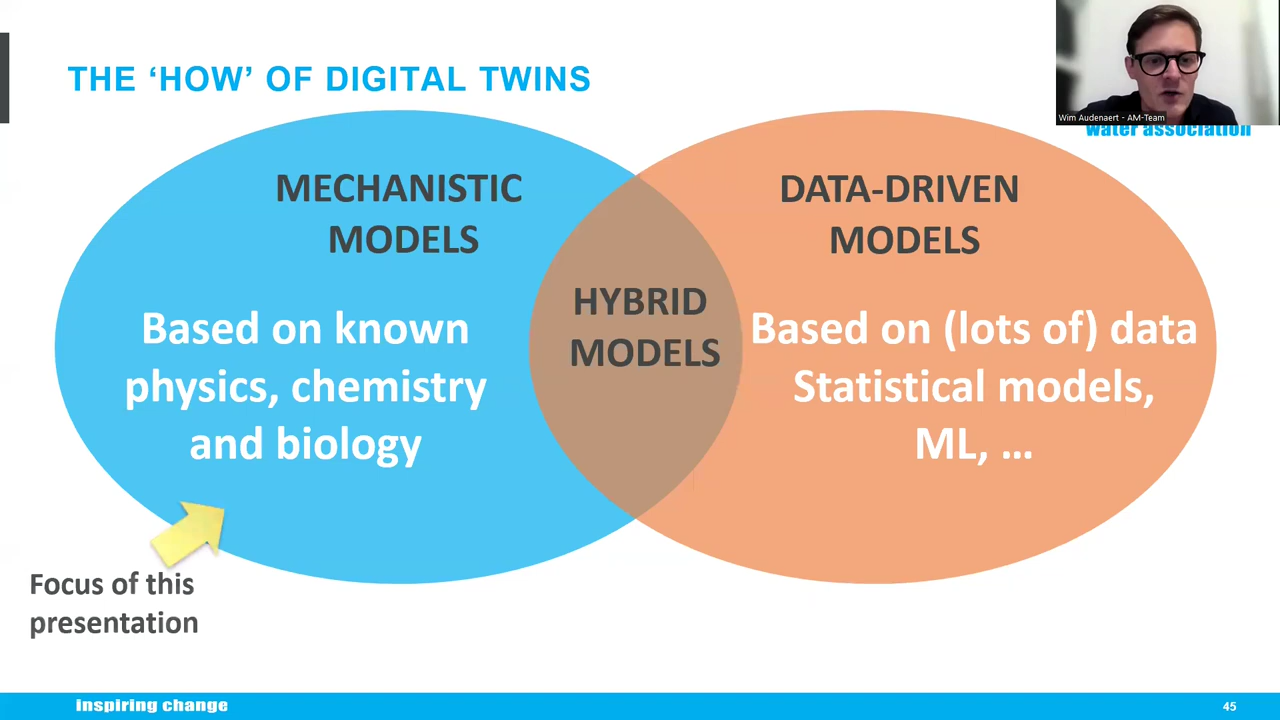 THE ‘HOW’ OF DIGITAL TWINS
Wim Audenaert - AM-Team
water association
MECHANISTIC
MODELS
Based on known
physics, chemistry
and biology
HYBRID
MODELS
DATA-DRIVEN
MODELS
Based on (lots of) data
Statistical models,
ML, ...
Focus of this
presentation
inspiring change
45